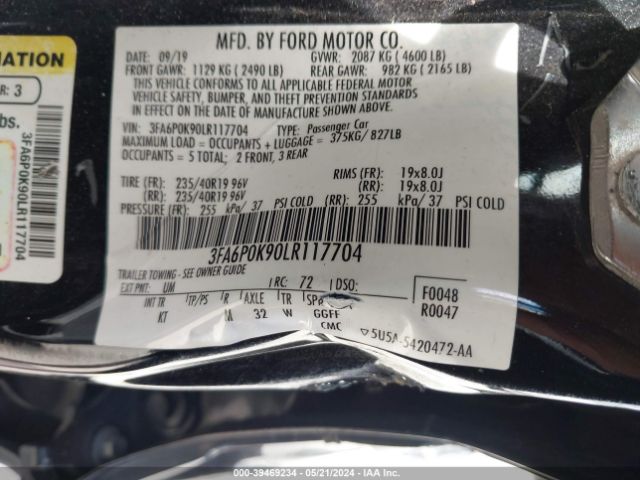 MFD. BY FORD MOTOR CO.
DATE: 09/19 GVWR: 2087 KG ( 4600 LB)
FRONT GAWR: 1129 KG ( 2490 LB) REAR GAWR: 982 KG ( 2165 LB)
THIS VEHICLE CONFORMS TO ALL APPLICABLE FEDERAL MOTOR
VEHICLE SAFETY, BUMPER, AND THEFT PREVENTION STANDARDS IN
EFFECT ON THE DATE OF MANUFACTURE SHOWN ABOVE.
VIN: 3FA6P0K90LR117704 TYPE: Passenger Car
MAXIMUM LOAD = OCCUPANTS + LUGGAGE = 375KG/ 827LB
OCCUPANTS = 5 TOTAL; 2 FRONT, 3 REAR
TIRE (FR): 235/40R19 96V RIMS (FR): 19x8.0J
(RR): 235/40R19 96V (RR): 19x8.0J
PRESSURE (FR): 255 kPa/ 37 PSI COLD (RR): 255 kPa/ 37 PSI COLD
3FA6P0K90LR117704
TRAILER TOWING - SEE OWNER GUIDE
EXT PNT: UM RC: 72 DSO: F0048
INT TR TP/PS R AXLE TR R0047
KT M 32 W GGFF
CMC 5U5A-5420472-AA
MATION
R: 3
bs.
3FA6P0K90LR117704
000-39469234 - 05/21/2024 - IAA Inc.